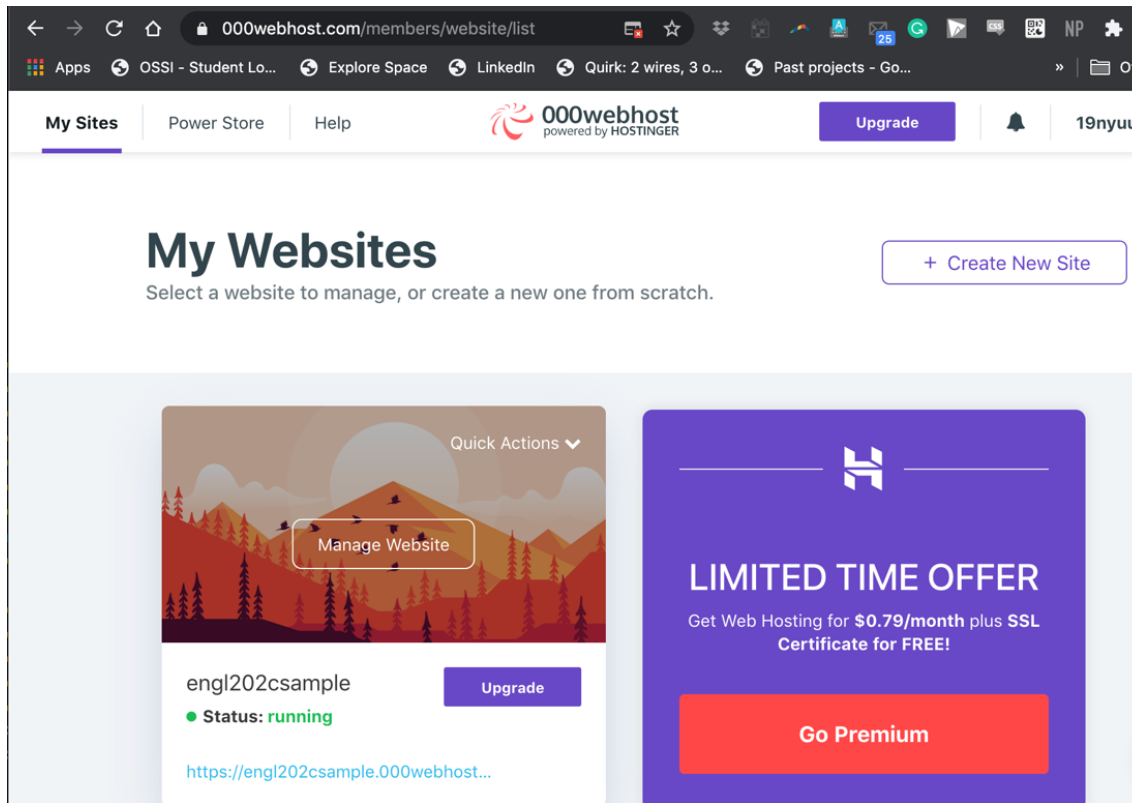 000webhost.com/members/website/list
25
css
NP
Apps
OSSI - Student Lo...
Explore Space
LinkedIn
Quirk: 2 wires, 3 o...
Past projects - Go...
»
My Sites
Power Store
Help
000webhost
powered by HOSTINGER
Upgrade
My Websites
Select a website to manage, or create a new one from scratch.
+ Create New Site
Quick Actions
Manage Website
engl202csample
Upgrade
Status: running
https://engl202csample.000webhost...
LIMITED TIME OFFER
Get Web Hosting for $0.79/month plus SSL
Certificate for FREE!
Go Premium